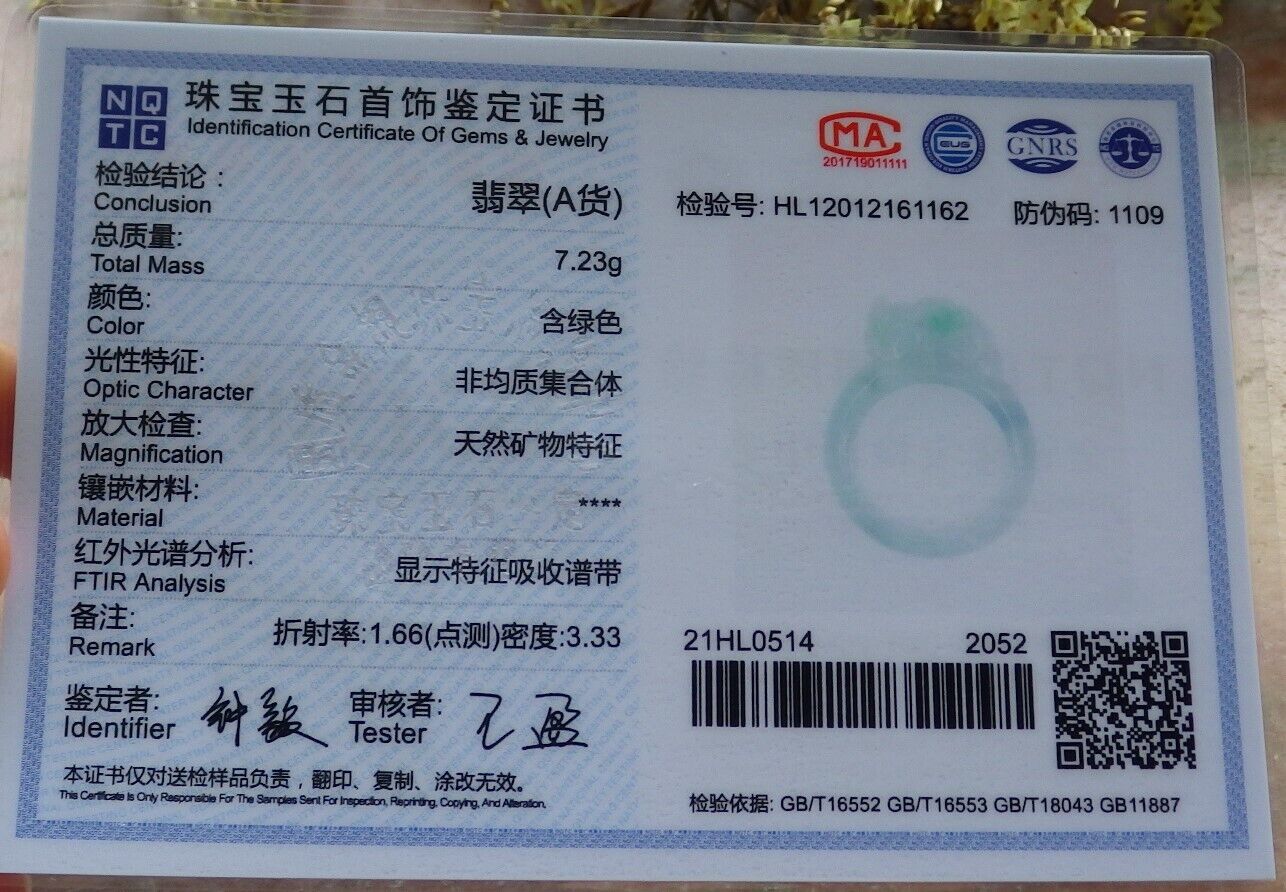 NQ
TC
珠宝玉石首饰鉴定证书
Identification Certificate Of Gems & Jewelry
检验结论：
Conclusion
翡翠(A货)
总质量:
Total Mass
7.23g
颜色:
Color
含绿色
光性特征:
Optic Character
非均质集合体
放大检查:
Magnification
天然矿物特征
镶嵌材料:
Material
****
红外光谱分析:
FTIR Analysis
显示特征吸收谱带
备注:
Remark
折射率:1.66(点测)密度:3.33
鉴定者:
Identifier
审核者:
Tester
本证书仅对送检样品负责，翻印、复制、涂改无效。
This Certificate Is Only Responsible For The Samples Sent For Inspection, Reprinting, Copying, And Alteration.
MA
201719011111
EUS
GNRS
检验号: HL12012161162 防伪码: 1109
21HL0514 2052
检验依据: GB/T16552 GB/T16553 GB/T18043 GB11887